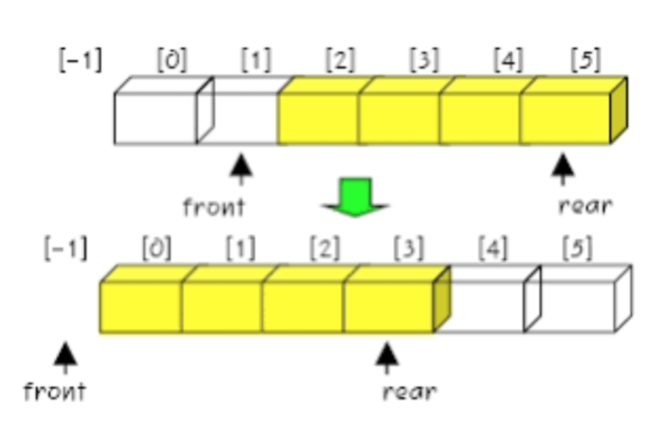 [-1] [0] [1] [2] [3] [4] [5]
front rear
[-1] [0] [1] [2] [3] [4] [5]
front rear